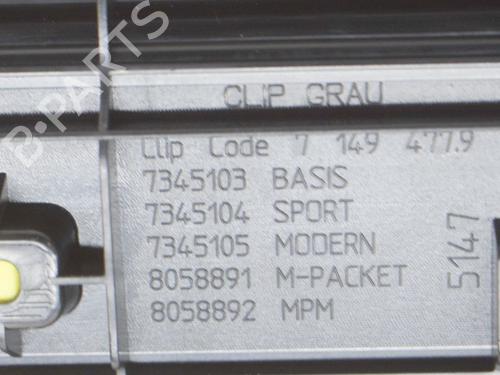 CLIP GRAU
Clip Code 7 149 477.9
7345103 BASIS
7345104 SPORT
7345105 MODERN
8058891 M-PACKET
8058892 MPM
5147
B-PARTS